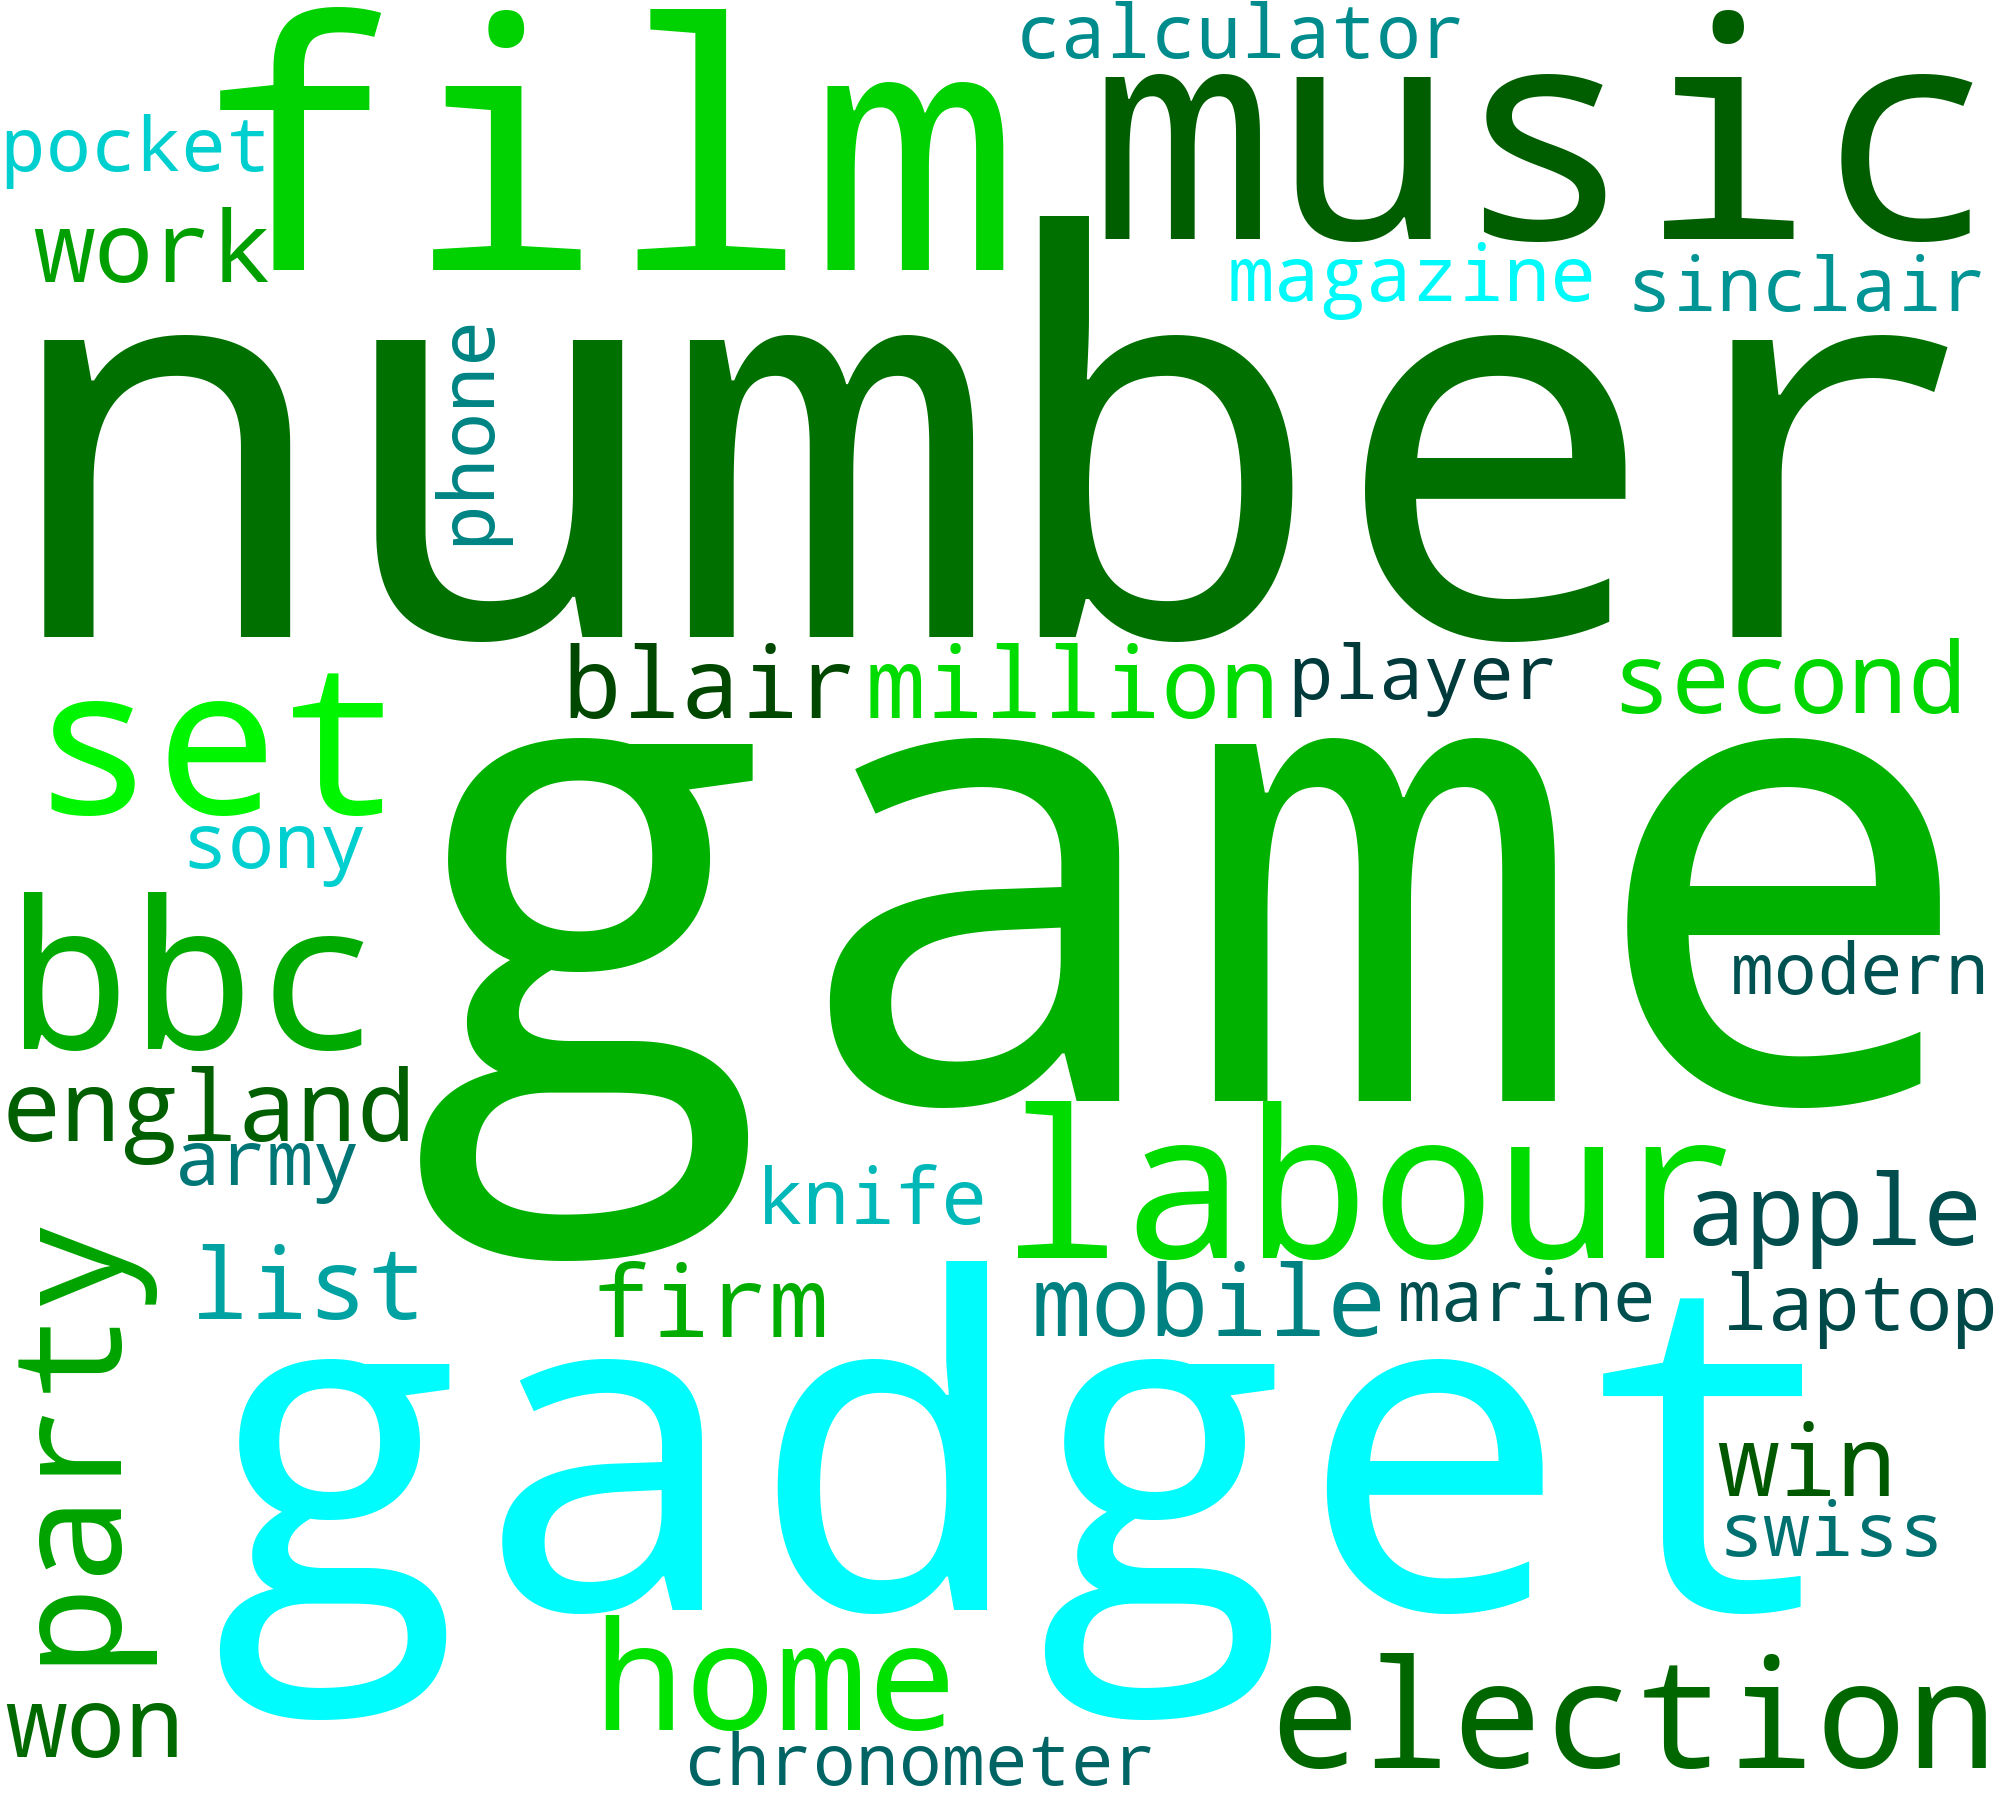 calculator
film
music
pocket
work
magazine
sinclair
number
phone
blair
million
player
second
set
sony
game
bbc
modern
england
army
labour
knife
apple
party
list
firm
mobile
marine
laptop
gadget
win
swiss
home
election
won
chronometer